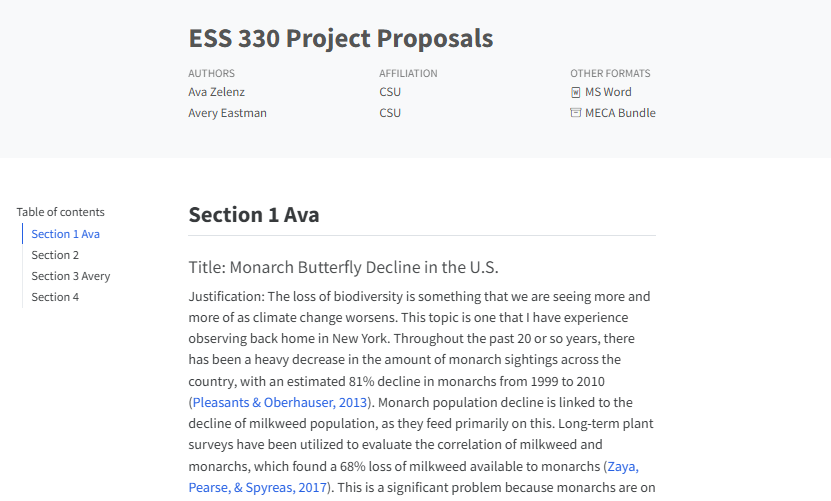 ESS 330 Project Proposals
AUTHORS AFFILIATION OTHER FORMATS
Ava Zelenz CSU MS Word
Avery Eastman CSU MECA Bundle
Table of contents
Section 1 Ava
Section 2
Section 3 Avery
Section 4
Section 1 Ava
Title: Monarch Butterfly Decline in the U.S.
Justification: The loss of biodiversity is something that we are seeing more and
more of as climate change worsens. This topic is one that I have experience
observing back home in New York. Throughout the past 20 or so years, there
has been a heavy decrease in the amount of monarch sightings across the
country, with an estimated 81% decline in monarchs from 1999 to 2010
(Pleasants & Oberhauser, 2013). Monarch population decline is linked to the
decline of milkweed population, as they feed primarily on this. Long-term plant
surveys have been utilized to evaluate the correlation of milkweed and
monarchs, which found a 68% loss of milkweed available to monarchs (Zaya,
Pearse, & Spyreas, 2017). This is a significant problem because monarchs are on